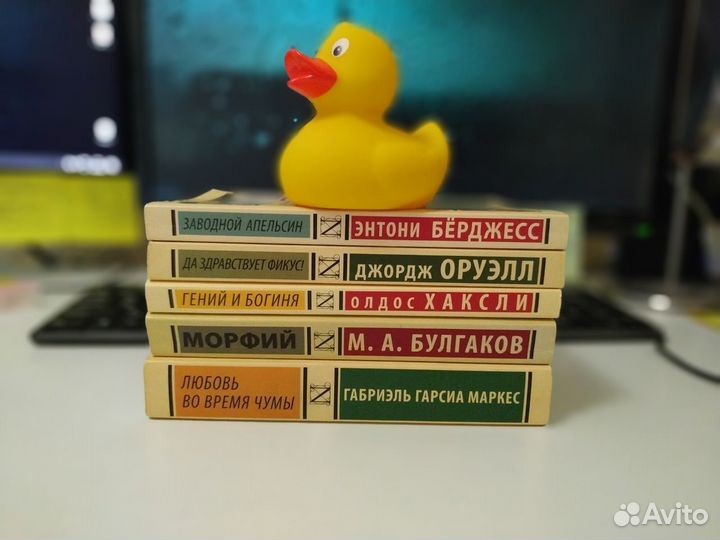 ЗАВОДНОЙ АПЕЛЬСИН ЭНТОНИ БЁРДЖЕСС
ДА ЗДРАВСТВУЕТ ФИКУС! ДЖОРДЖ ОРУЭЛЛ
ГЕНИЙ И БОГИНЯ ОЛДОС ХАКСЛИ
МОРФИЙ М. А. БУЛГАКОВ
ЛЮБОВЬ
ВО ВРЕМЯ ЧУМЫ ГАБРИЭЛЬ ГАРСИА МАРКЕС
Avito